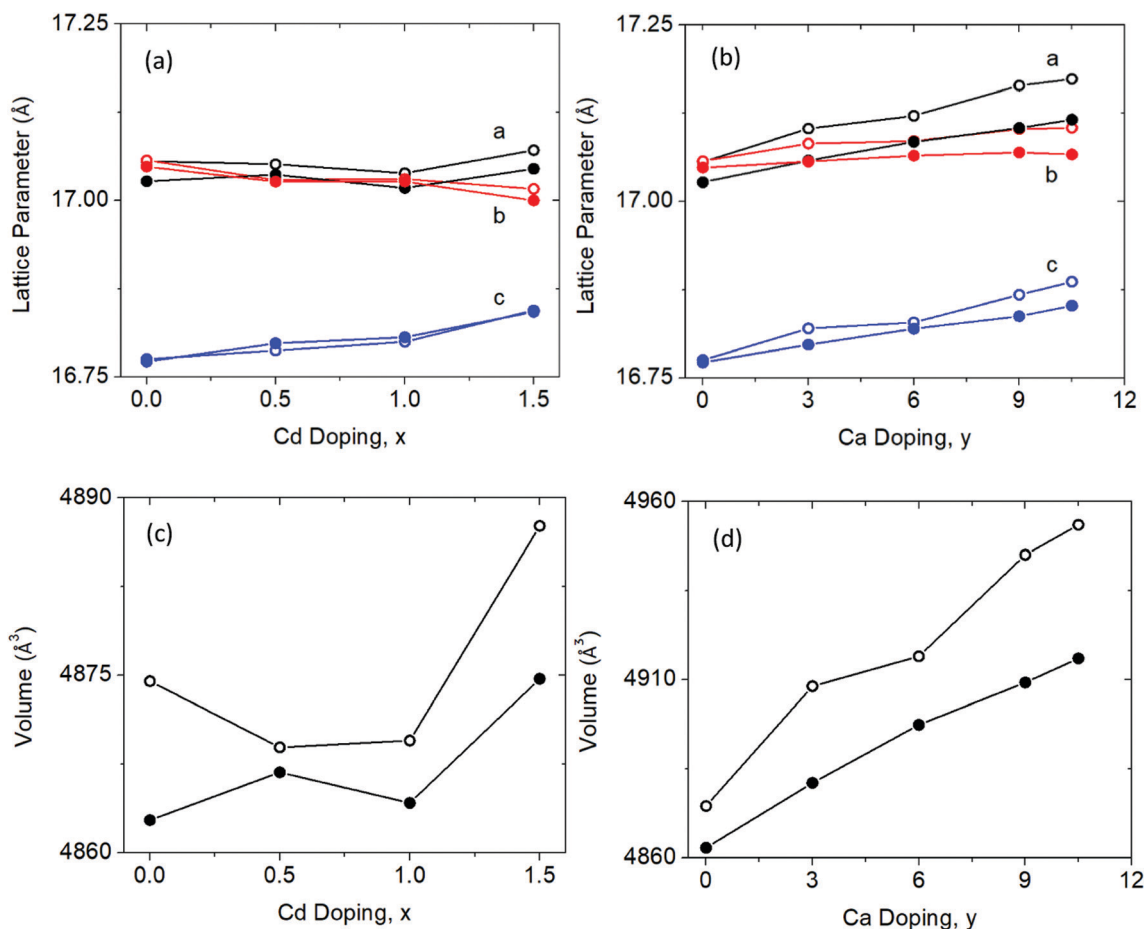 (a)
17.25
17.00
16.75
Lattice Parameter (Å)
a
b
c
0.0 0.5 1.0 1.5
Cd Doping, x
(b)
17.25
17.00
16.75
Lattice Parameter (Å)
a
b
c
0 3 6 9 12
Ca Doping, y
(c)
4890
4875
4860
Volume (Å³)
0.0 0.5 1.0 1.5
Cd Doping, x
(d)
4960
4910
4860
Volume (Å³)
0 3 6 9 12
Ca Doping, y